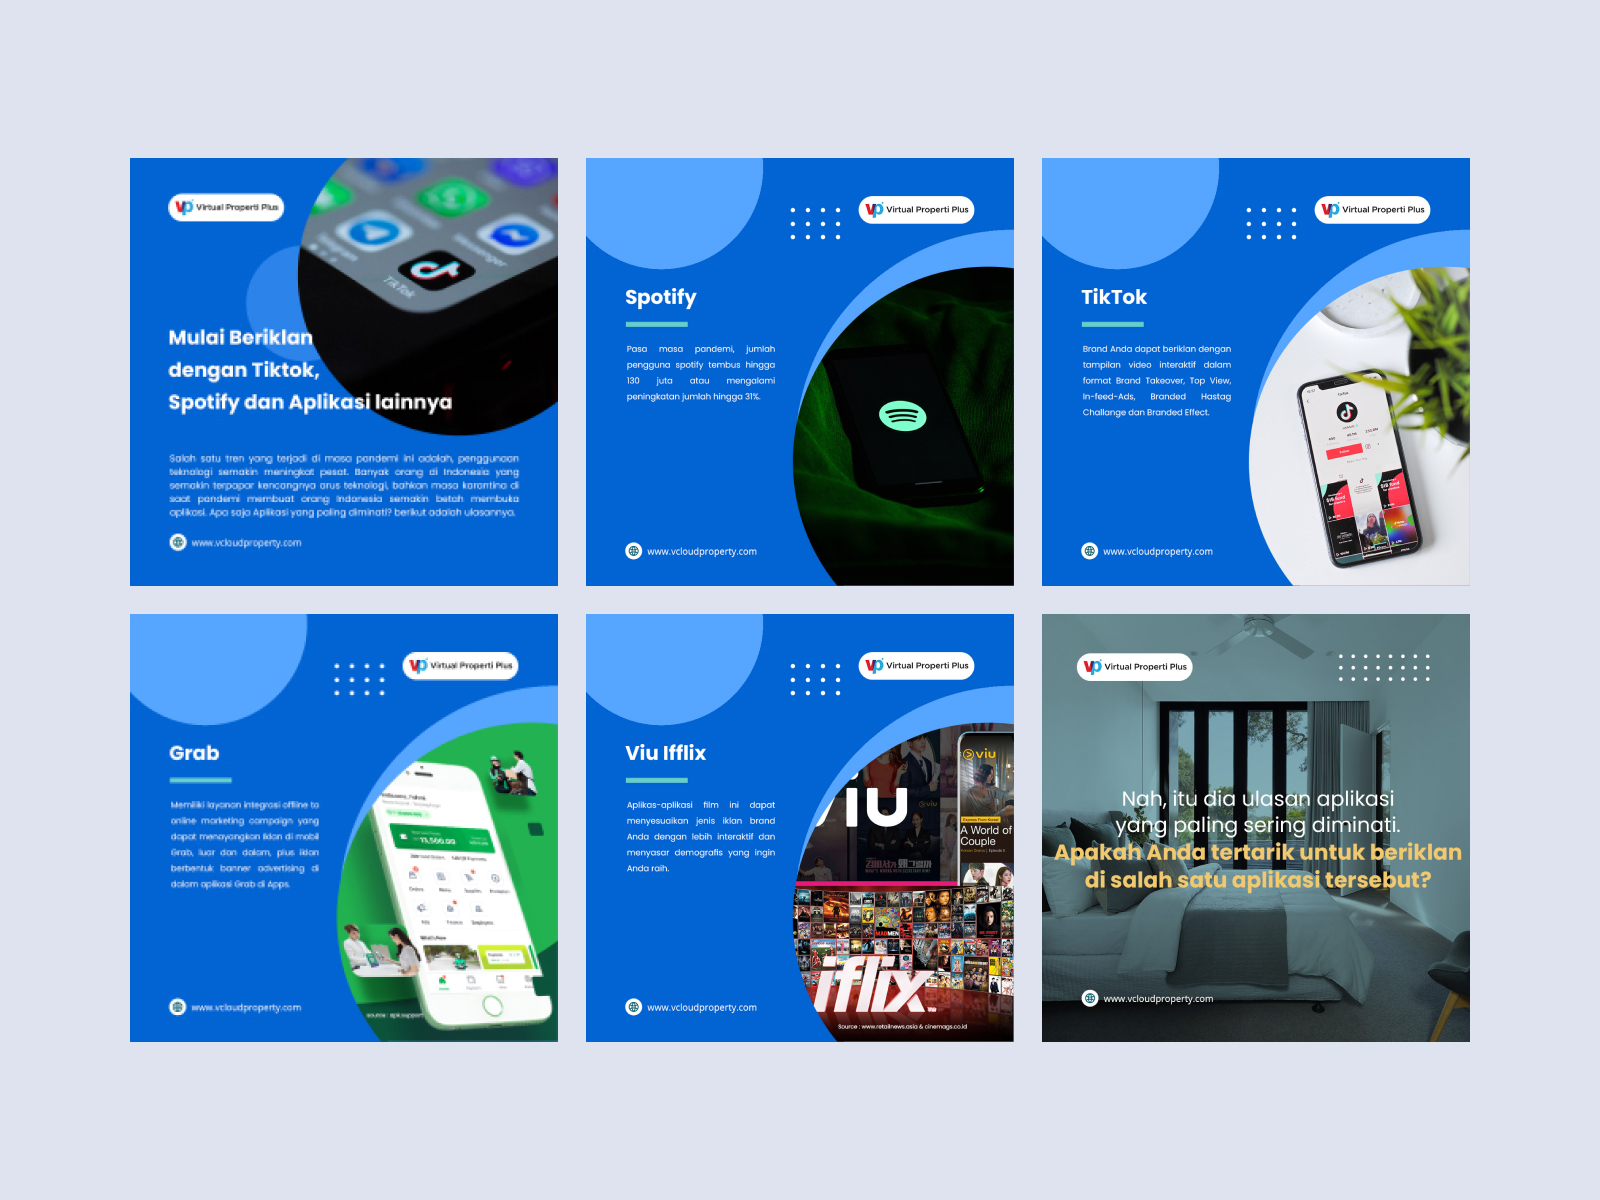 Virtual Properti Plus
TikTok
Mulai Beriklan
dengan Tiktok,
Spotify dan Aplikasi lainnya
Salah satu tren yang terjadi di masa pandemi ini adalah, penggunaan
teknologi semakin meningkat pesat. Banyak orang di Indonesia yang
semakin terpapar kencangnya arus teknologi, bahkan masa karantina di
saat pandemi membuat orang Indonesia semakin betah membuka
aplikasi. Apa saja Aplikasi yang paling diminati? berikut adalah ulasannya.
www.vcloudproperty.com
Virtual Properti Plus
Spotify
Pasa masa pandemi, jumlah
pengguna spotify tembus hingga
130 juta atau mengalami
peningkatan jumlah hingga 31%.
www.vcloudproperty.com
Virtual Properti Plus
TikTok
Brand Anda dapat beriklan dengan
tampilan video interaktif dalam
format Brand Takeover, Top View,
In-feed-Ads, Branded Hastag
Challange dan Branded Effect.
www.vcloudproperty.com
Virtual Properti Plus
Grab
Memiliki layanan integrasi offline to
online marketing campaign yang
dapat menayangkan iklan di mobil
Grab, luar dan dalam, plus iklan
berbentuk banner advertising di
dalam aplikasi Grab di Apps.
www.vcloudproperty.com
Virtual Properti Plus
Viu Ifflix
Aplikas-aplikasi film ini dapat
menyesuaikan jenis iklan brand
Anda dengan lebih interaktif dan
menyasar demografis yang ingin
Anda raih.
viu
viu
A World of
Couple
iflix
Source : www.retailnews.asia & cinemags.co.id
www.vcloudproperty.com
Virtual Properti Plus
Nah, itu dia ulasan aplikasi
yang paling sering diminati.
Apakah Anda tertarik untuk beriklan
di salah satu aplikasi tersebut?
www.vcloudproperty.com